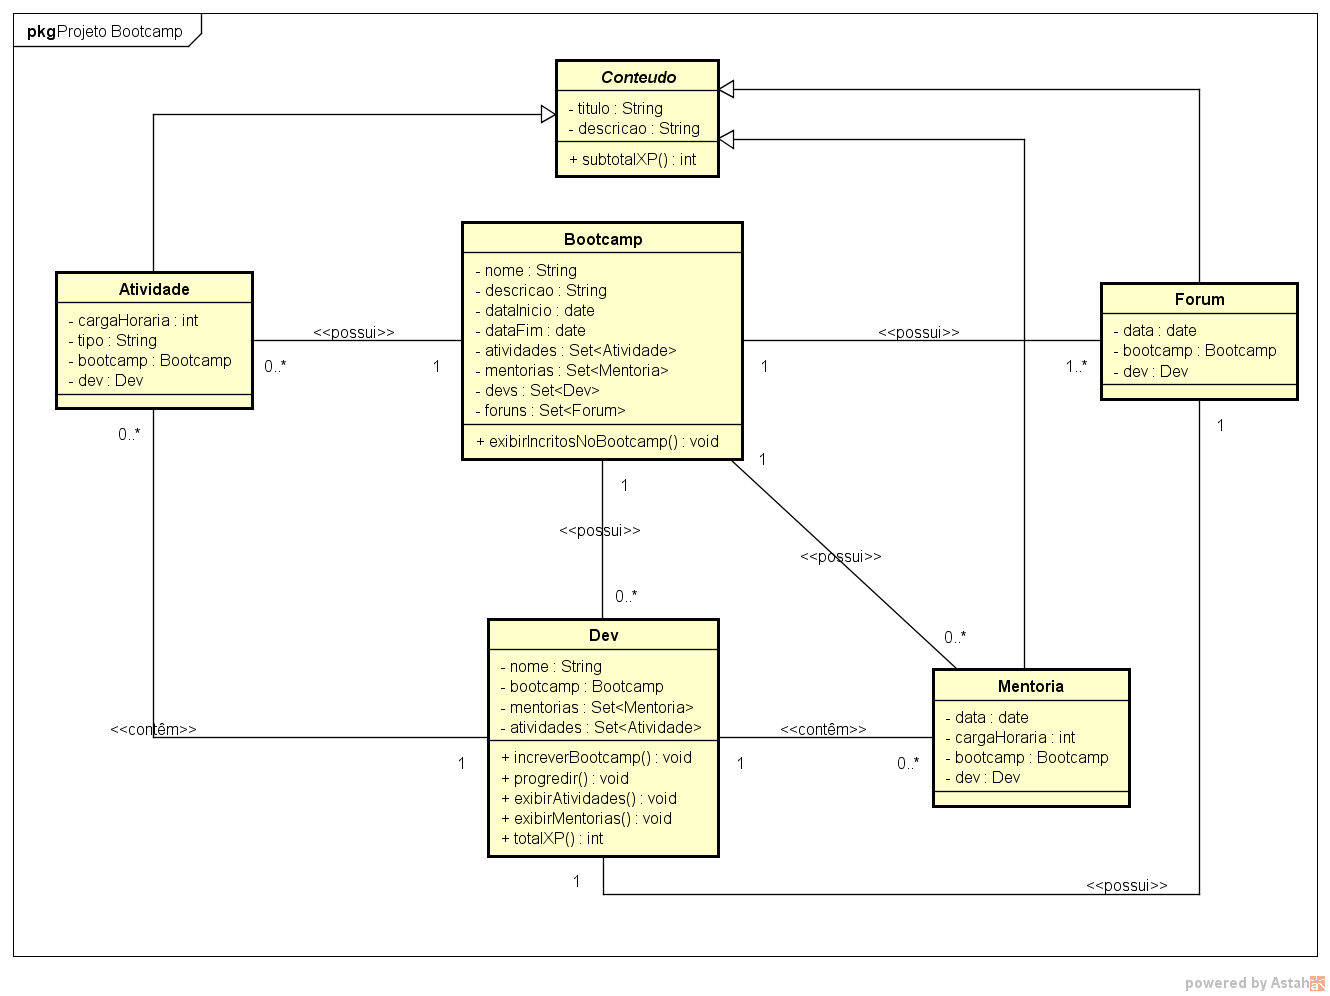 pkg Projeto Bootcamp
Conteudo
- titulo : String
- descricao : String
+ subtotalXP() : int
Bootcamp
- nome : String
- descricao : String
- dataInicio : date
- dataFim : date
- atividades : Set<Atividade>
- mentorias : Set<Mentoria>
- devs : Set<Dev>
- foruns : Set<Forum>
+ exibirIncritosNoBootcamp() : void
Atividade
- cargaHoraria : int
- tipo : String
- bootcamp : Bootcamp
- dev : Dev
Forum
- data : date
- bootcamp : Bootcamp
- dev : Dev
<<possui>>
0..*
1
<<possui>>
1
1..*
0..*
1
1
1
<<possui>>
<<possui>>
0..*
0..*
Dev
- nome : String
- bootcamp : Bootcamp
- mentorias : Set<Mentoria>
- atividades : Set<Atividade>
+ increverBootcamp() : void
+ progredir() : void
+ exibirAtividades() : void
+ exibirMentorias() : void
+ totalXP() : int
Mentoria
- data : date
- cargaHoraria : int
- bootcamp : Bootcamp
- dev : Dev
<<contêm>>
1
<<contêm>>
1
0..*
1
<<possui>>
powered by Astah